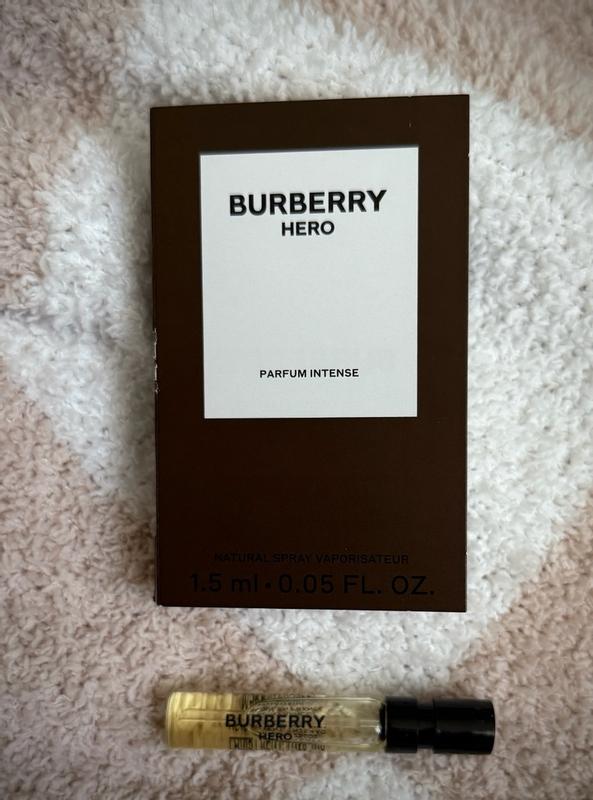 BURBERRY
HERO
PARFUM INTENSE
NATURAL SPRAY VAPORISATEUR
1.5 ml • 0.05 FL. OZ.
BURBERRY
HERO